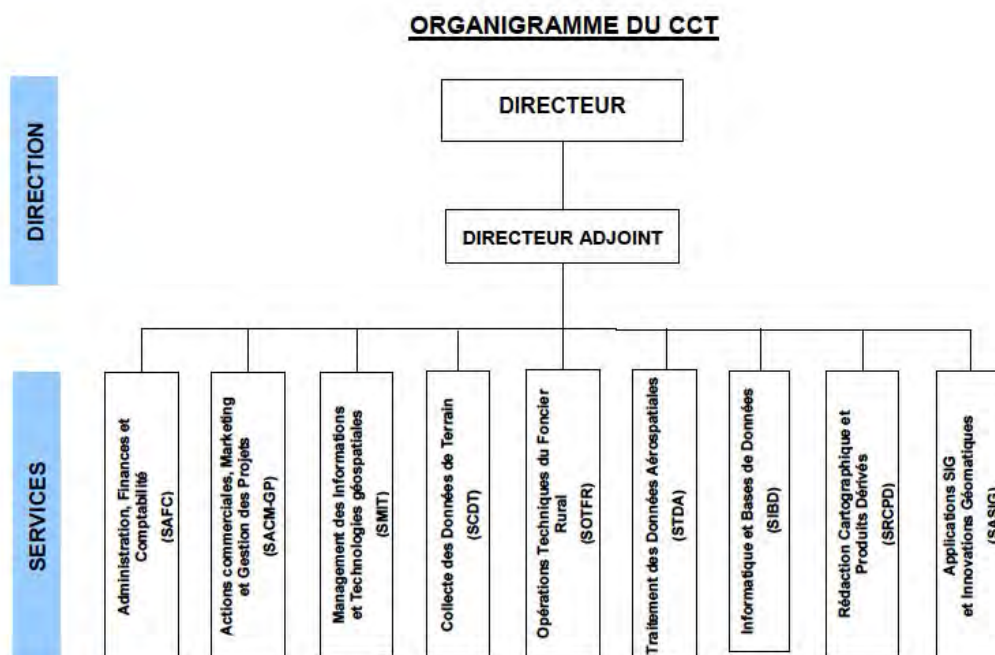 ORGANIGRAMME DU CCT
DIRECTION
DIRECTEUR
DIRECTEUR ADJOINT
SERVICES
Administration, Finances et
Comptabilité
(SAFC)
Actions commerciales, Marketing
et Gestion des Projets
(SACM-GP)
Management des Informations
et Technologies géospatiales
(SMIT)
Collecte des Données de Terrain
(SCDT)
Opérations Techniques du Foncier
Rural
(SOTFR)
Traitement des Données Aérospatiales
(STDA)
Informatique et Bases de Données
(SIBD)
Rédaction Cartographique et
Produits Dérivés
(SRCPD)
Applications SIG
et Innovations Géomatiques
(SASIG)